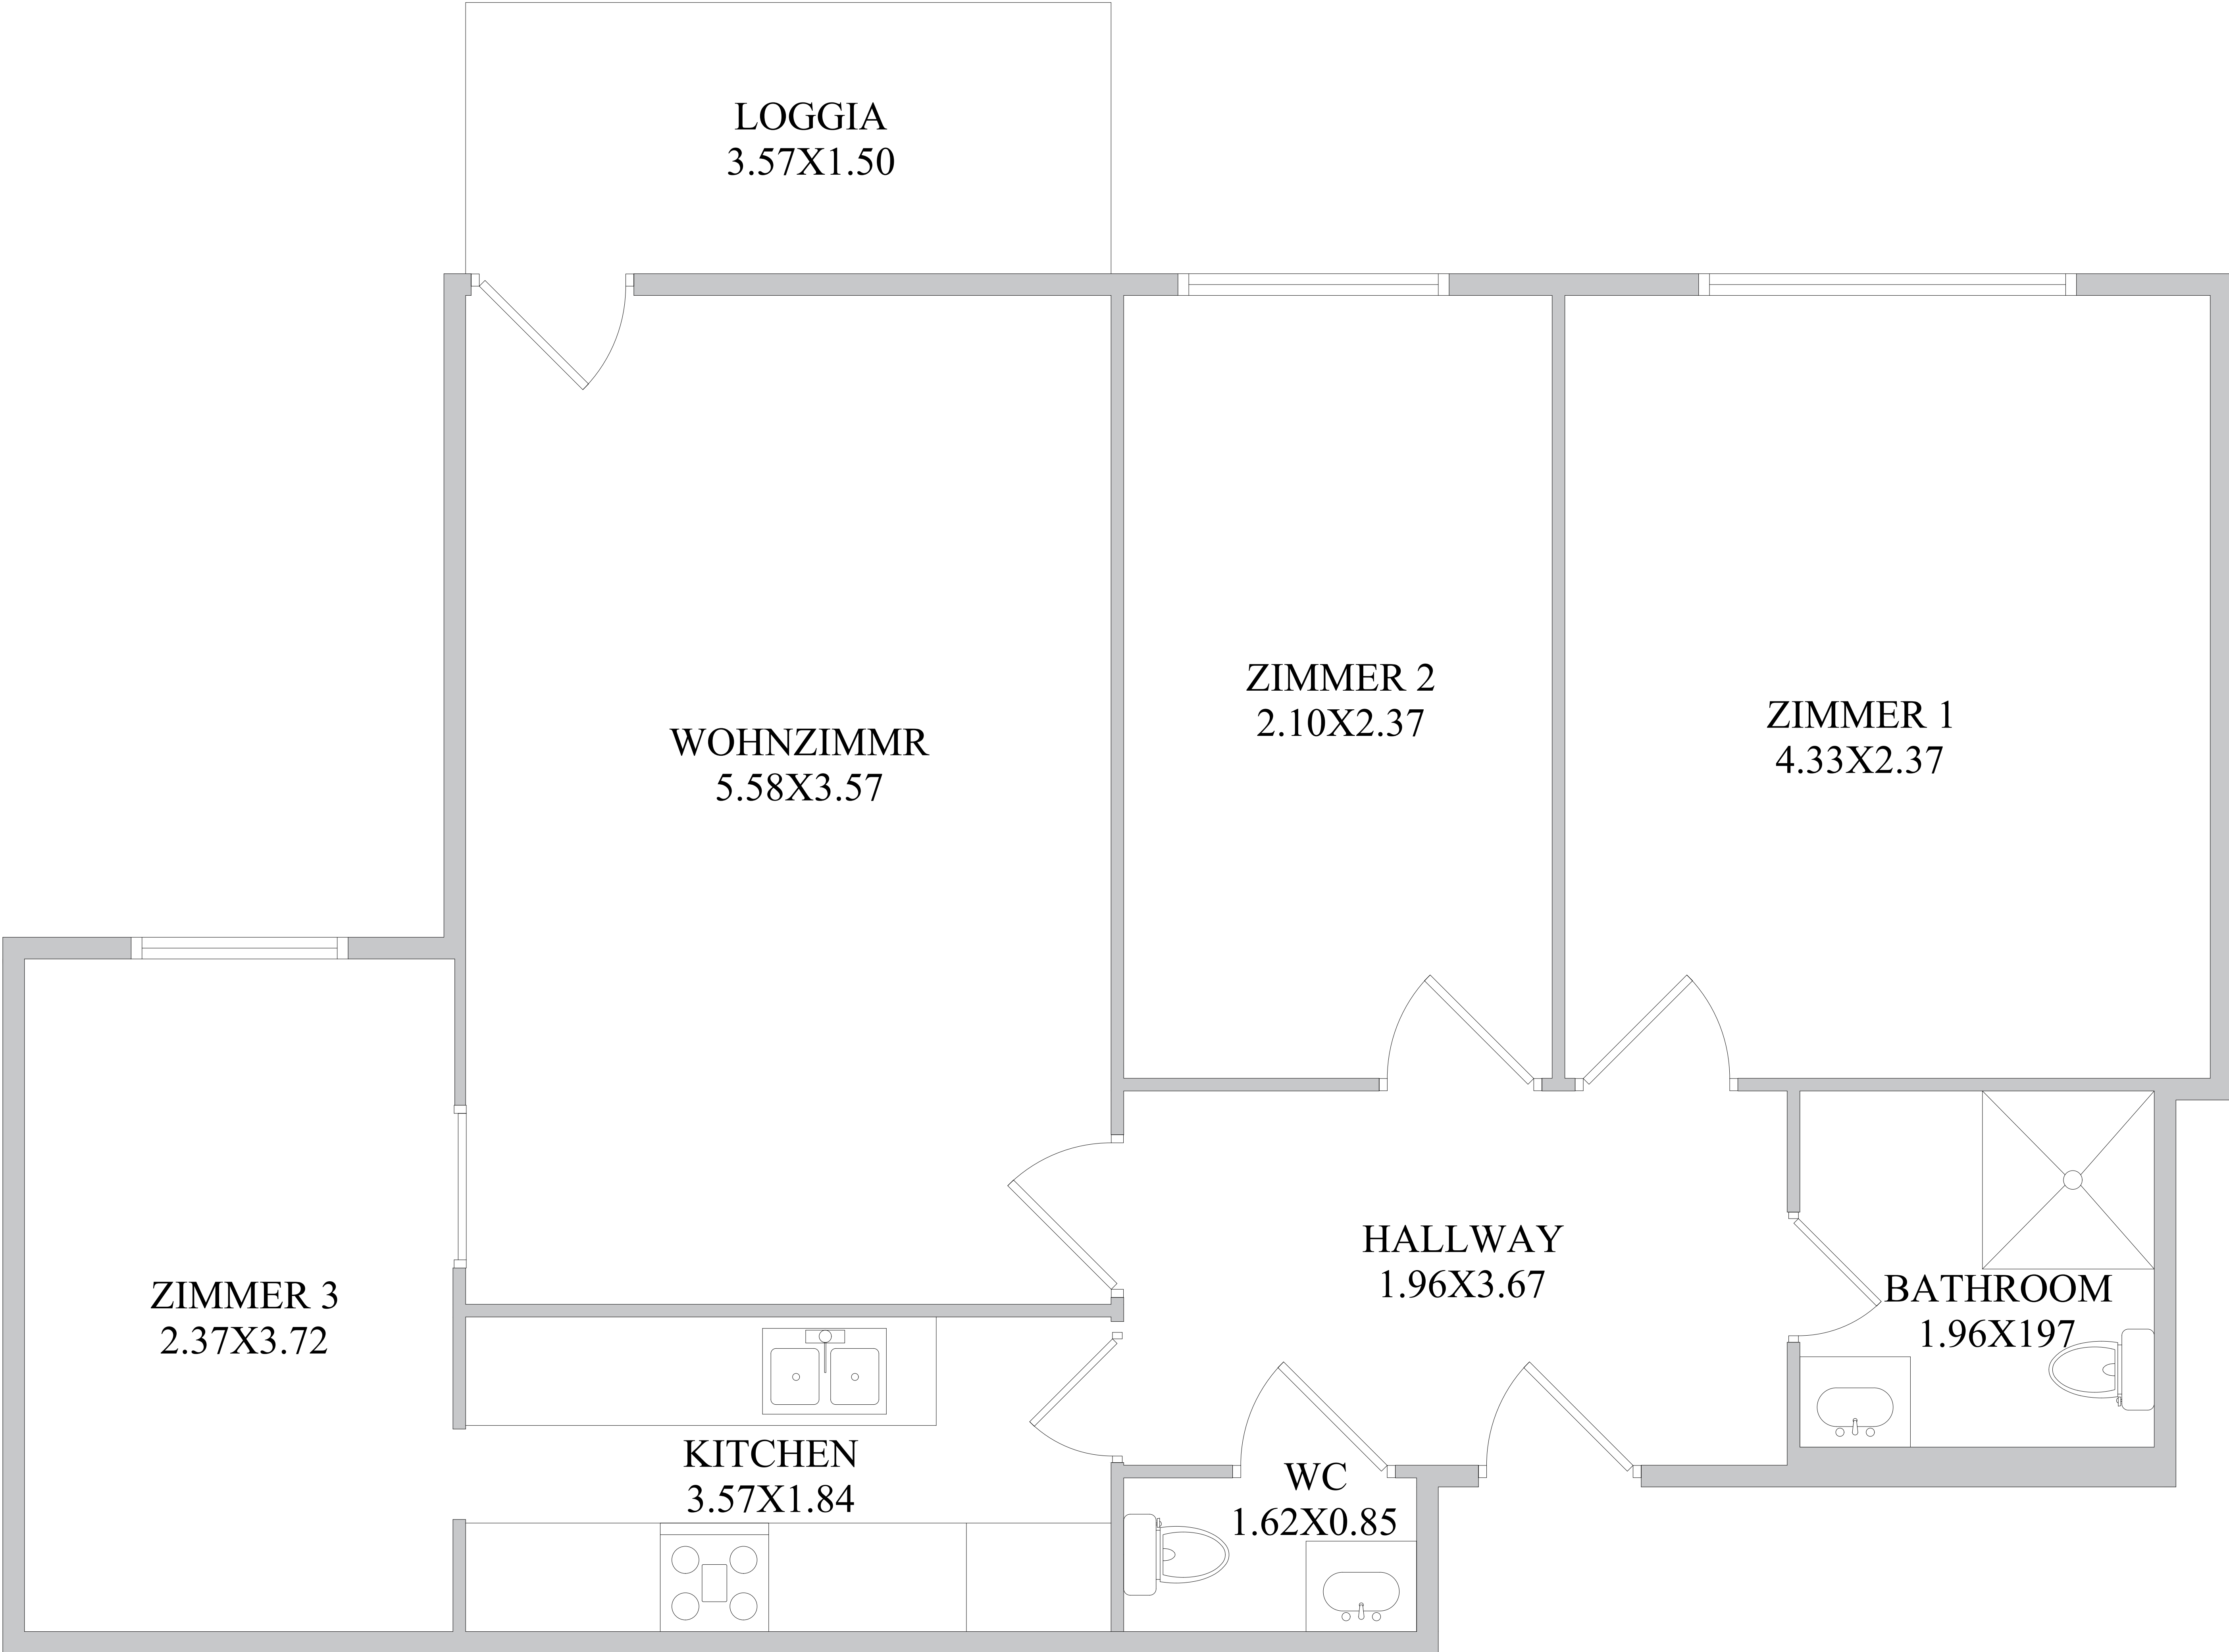 LOGGIA
3.57X1.50
ZIMMER 2
2.10X2.37
ZIMMER 1
4.33X2.37
WOHNZIMMR
5.58X3.57
HALLWAY
1.96X3.67
BATHROOM
1.96X197
ZIMMER 3
2.37X3.72
KITCHEN
3.57X1.84
WC
1.62X0.85